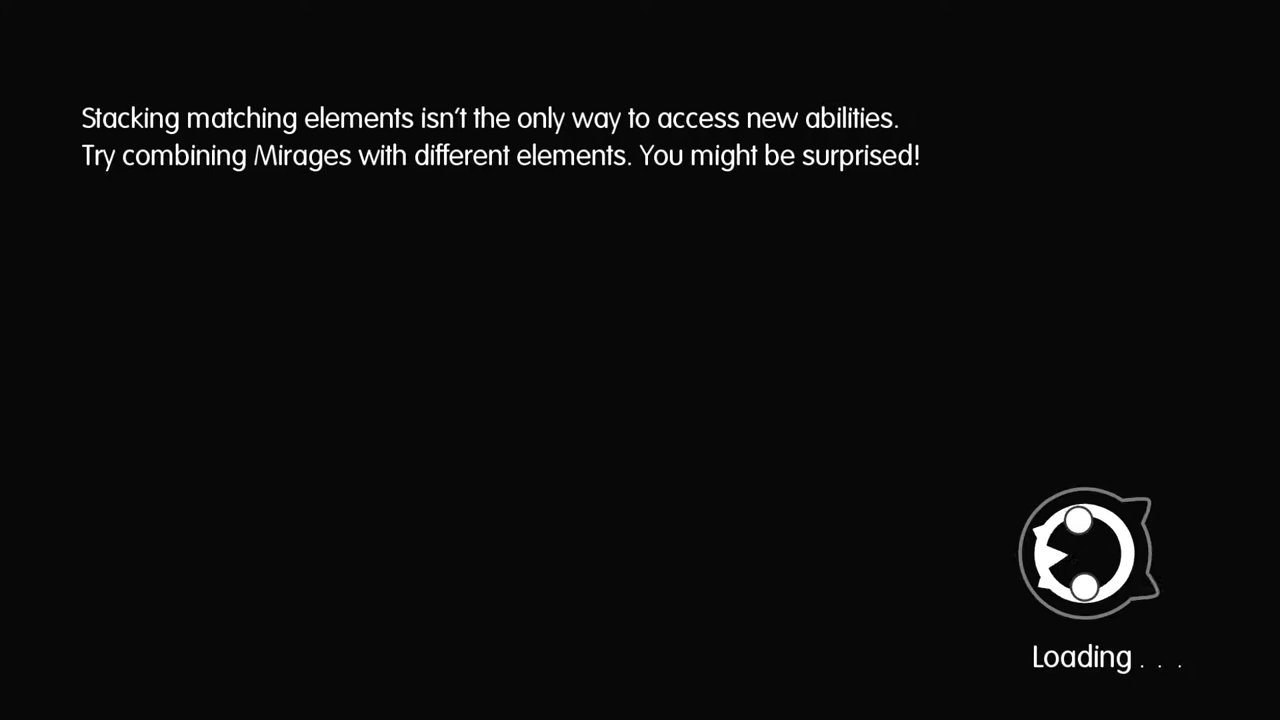 Stacking matching elements isn't the only way to access new abilities.
Try combining Mirages with different elements. You might be surprised!
Loading . . .